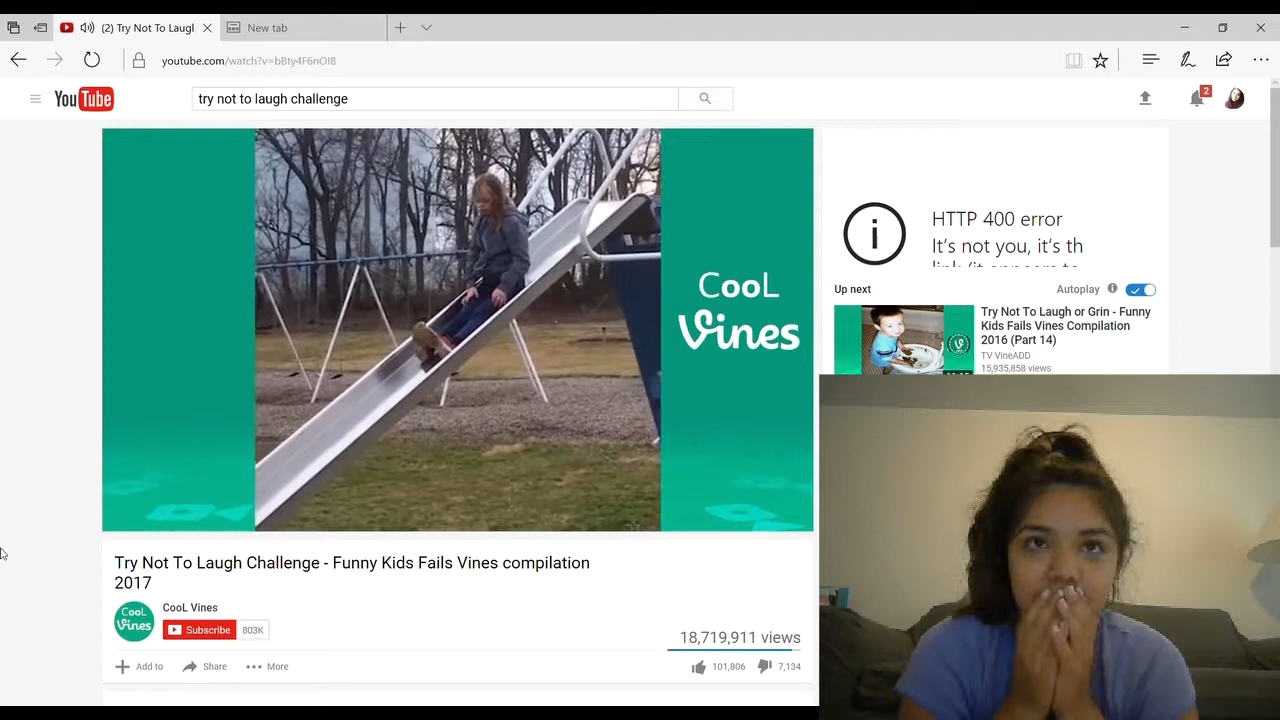 (2) Try Not To Laugh
New tab
youtube.com/watch?v=bBty4F6nOI8
YouTube
try not to laugh challenge
2
CooL
Vines
HTTP 400 error
It's not you, it's th
Up next
Autoplay
Try Not To Laugh or Grin - Funny
Kids Fails Vines Compilation
2016 (Part 14)
TV VineADD
15,935,858 views
Try Not To Laugh Challenge - Funny Kids Fails Vines compilation
2017
CooL
Vines
CooL Vines
Subscribe
803K
18,719,911 views
Add to
Share
More
101,806
7,134